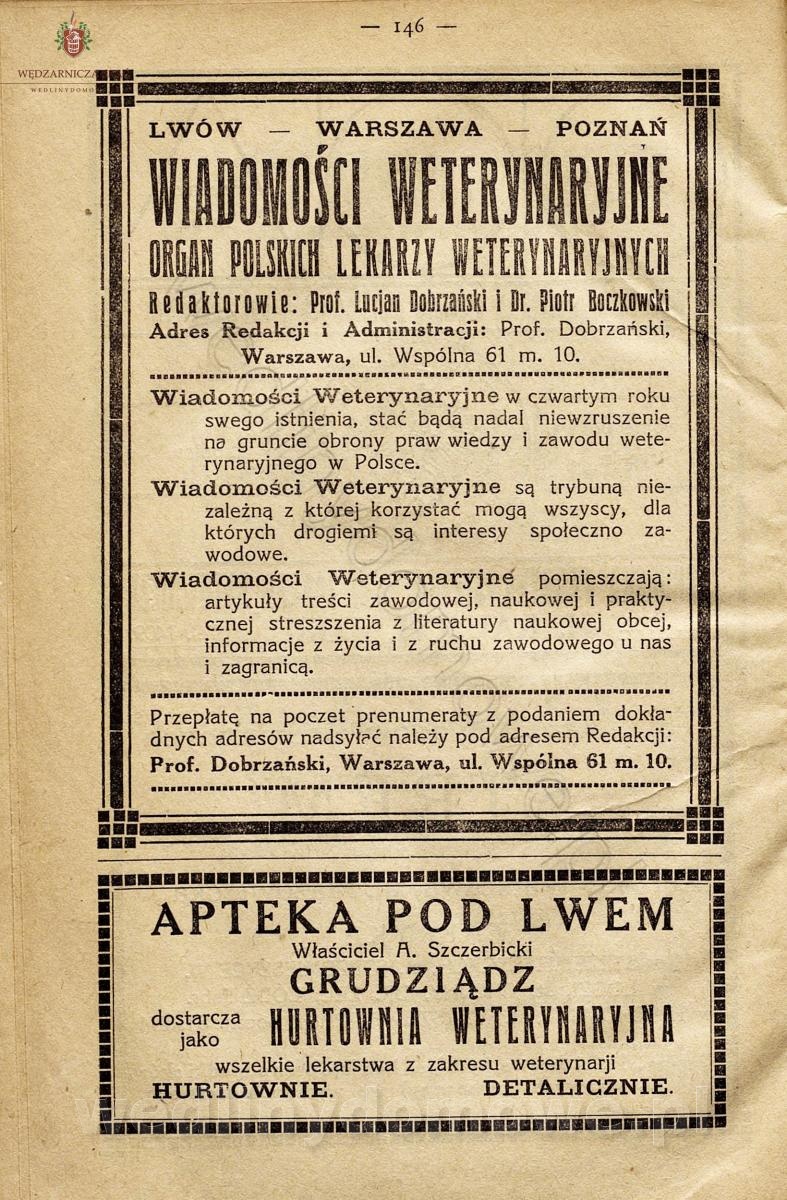 — 146 —
WĘDZARNICZA
WEDLINYDOMO
LWÓW — WARSZAWA — POZNAŃ
WIADOMOŚCI WETERYNARYJNE
ORGAN POLSKICH LEKARZY WETERYNARYJNYCH
Redaktorowie: Prof. Lucjan Dobrzański i Dr. Piotr Boczkowski
Adres Redakcji i Administracji: Prof. Dobrzański,
Warszawa, ul. Wspólna 61 m. 10.
Wiadomości Weterynaryjne w czwartym roku
swego istnienia, stać bądą nadal niewzruszenie
na gruncie obrony praw wiedzy i zawodu wete-
rynaryjnego w Polsce.
Wiadomości Weterynaryjne są trybuną nie-
zależną z której korzystać mogą wszyscy, dla
których drogiemi są interesy społeczno za-
wodowe.
Wiadomości Weterynaryjne pomieszczają:
artykuły treści zawodowej, naukowej i prakty-
cznej streszszenia z literatury naukowej obcej,
informacje z życia i z ruchu zawodowego u nas
i zagranicą.
Przepłatę na poczet prenumeraty z podaniem dokła-
dnych adresów nadsyłać należy pod adresem Redakcji:
Prof. Dobrzański, Warszawa, ul. Wspólna 61 m. 10.
APTEKA POD LWEM
Właściciel A. Szczerbicki
GRUDZIĄDZ
dostarcza
jako HURTOWNIA WETERYNARYJNA
wszelkie lekarstwa z zakresu weterynarji
HURTOWNIE. DETALICZNIE.